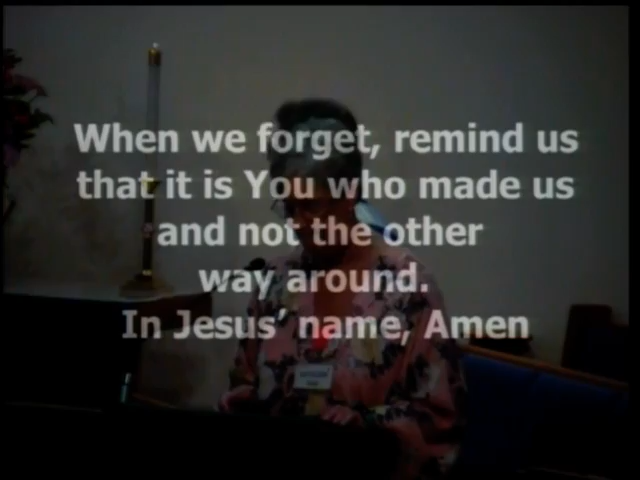 When we forget, remind us
that it is You who made us
and not the other
way around.
In Jesus’ name, Amen